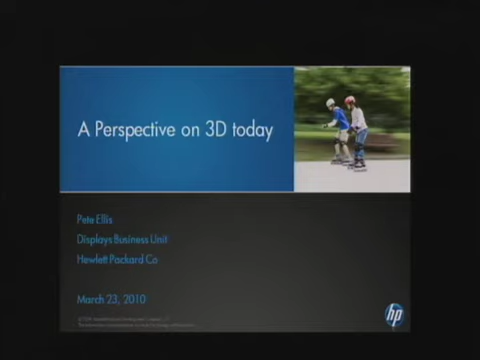 A Perspective on 3D today
Pete Ellis
Displays Business Unit
Hewlett Packard Co
March 23, 2010
hp